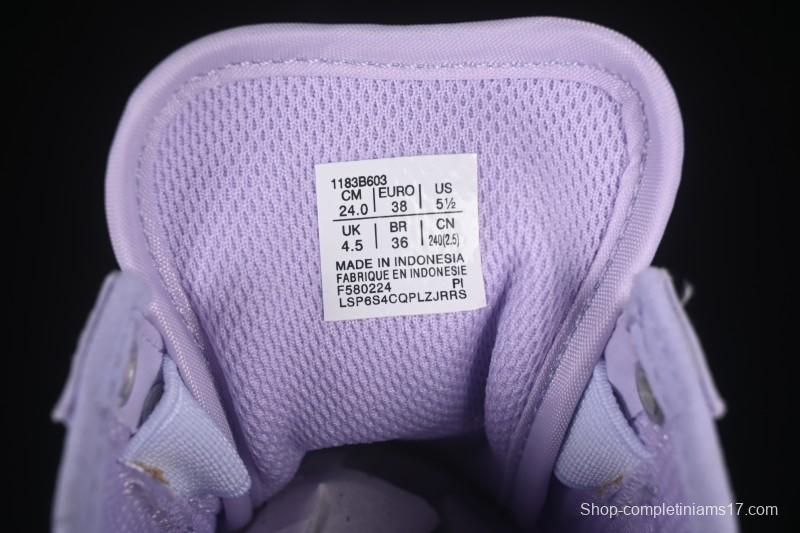 1183B603
CM EURO US
24.0 38 5½
UK BR CN
4.5 36 240(2.5)
MADE IN INDONESIA
FABRIQUE EN INDONESIE
F580224 PI
LSP6S4CQPLZJRRS
Shop-completiniams17.com